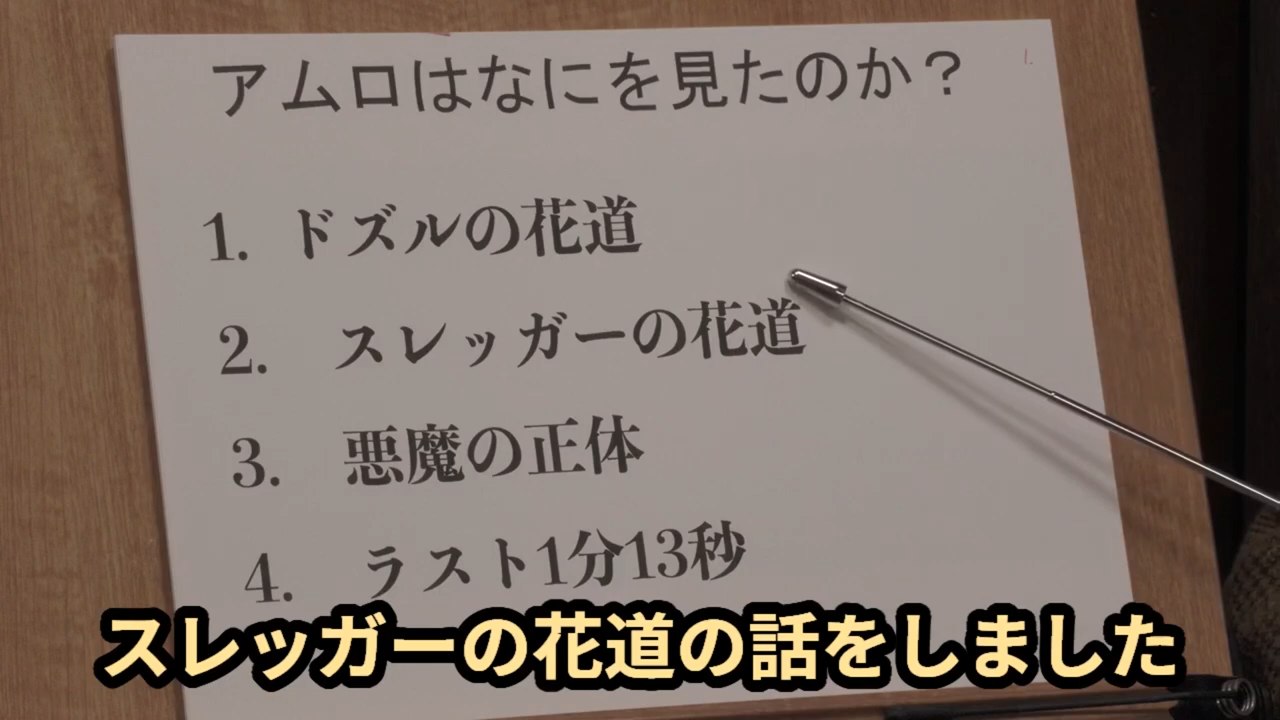 アムロはなにを見たのか？
1. ドズルの花道
2. スレッガーの花道
3. 悪魔の正体
4. ラスト1分13秒
スレッガーの花道の話をしました